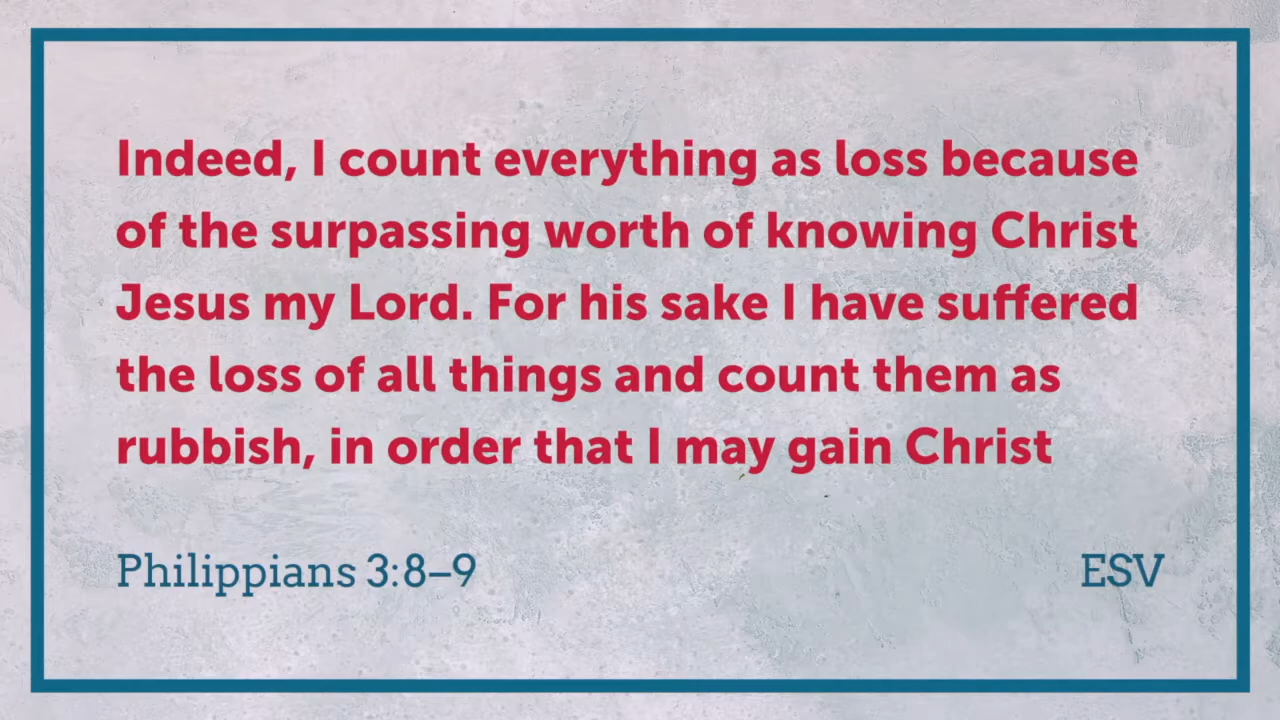 Indeed, I count everything as loss because
of the surpassing worth of knowing Christ
Jesus my Lord. For his sake I have suffered
the loss of all things and count them as
rubbish, in order that I may gain Christ
Philippians 3:8–9
ESV